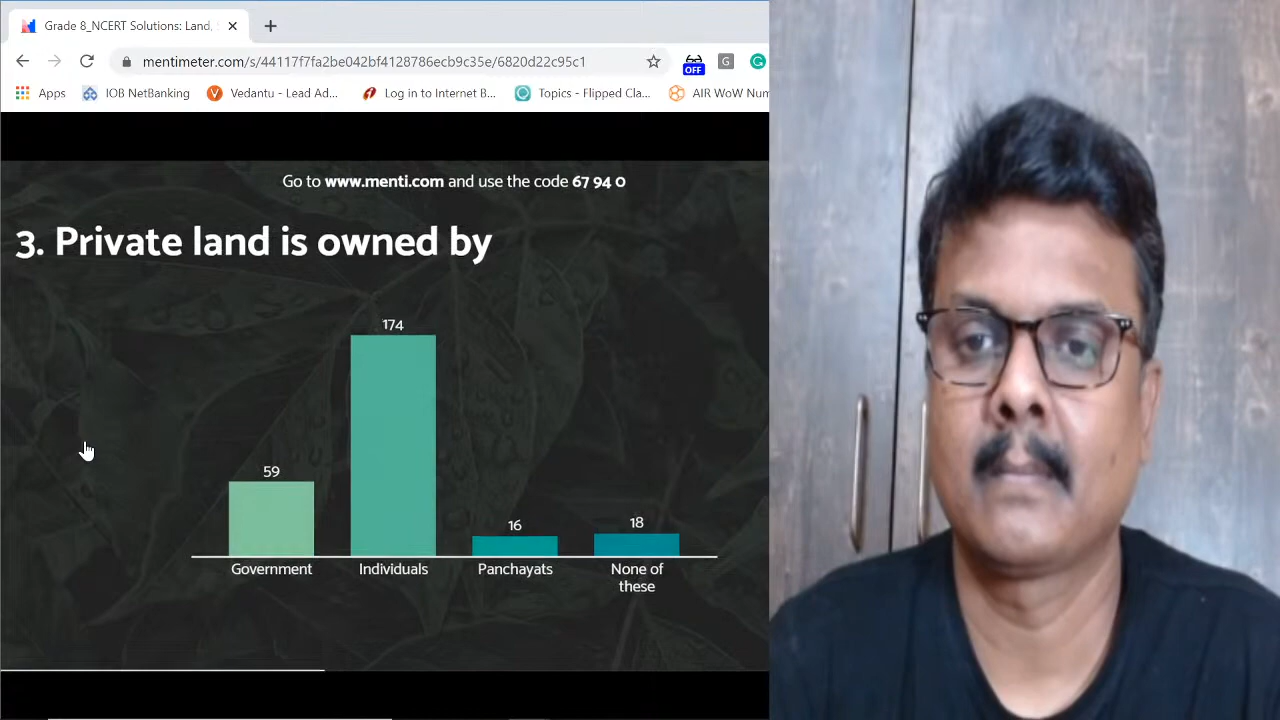 Grade 8_NCERT Solutions: Land,
mentimeter.com/s/44117f7fa2be042bf4128760ecb9c35e/6820d22c95c1
OFF
G
Apps
IOB NetBanking
V
Vedantu - Lead Ad...
Log in to Internet B...
Topics - Flipped Cla...
AIR WoW Num
Go to www.menti.com and use the code 67 94 0
3. Private land is owned by
174
59
16
18
Government
Individuals
Panchayats
None of
these